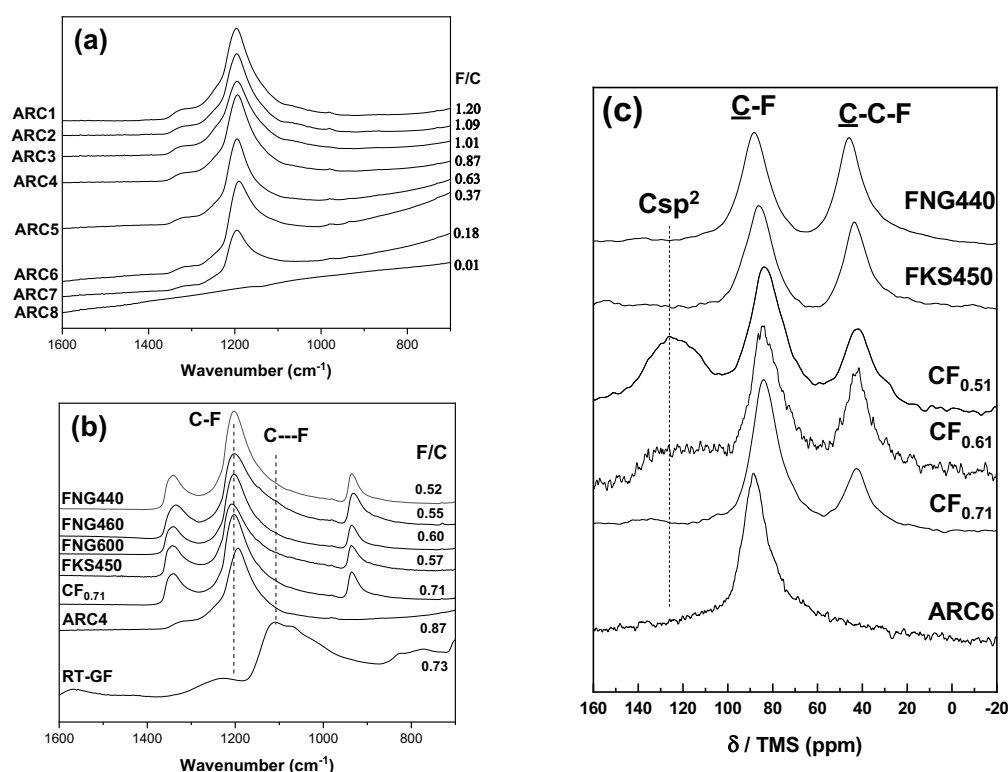 (a)
F/C
ARC1
1.20
ARC2
1.09
ARC3
1.01
ARC4
0.87
0.63
0.37
ARC5
0.18
ARC6
0.01
ARC7
ARC8
1600 1400 1200 1000 800
Wavenumber (cm⁻¹)
(b)
C-F
C---F
F/C
FNG440
0.52
FNG460
0.55
FNG600
0.60
FKS450
0.57
CF₀.₇₁
0.71
ARC4
0.87
RT-GF
0.73
1600 1400 1200 1000 800
Wavenumber (cm⁻¹)
(c)
C-F
C-C-F
Csp²
FNG440
FKS450
CF₀.₅₁
CF₀.₆₁
CF₀.₇₁
ARC6
160 140 120 100 80 60 40 20 0 -20
δ / TMS (ppm)